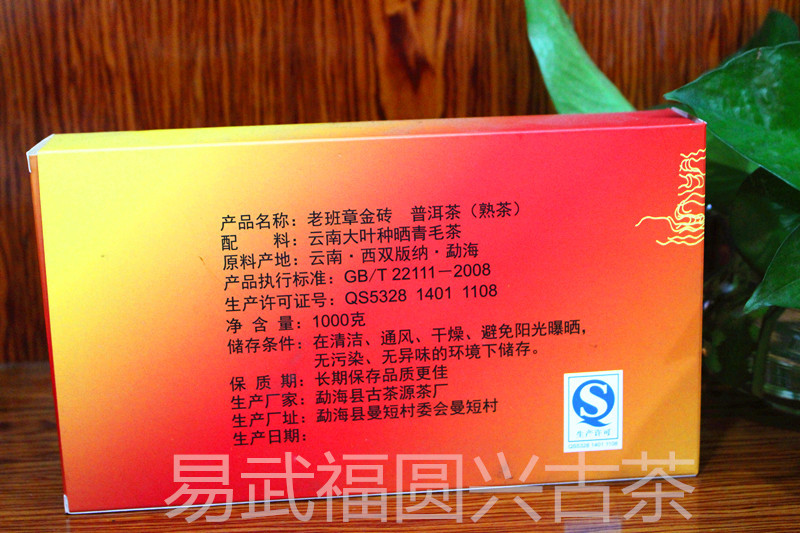 产品名称：老班章金砖　普洱茶（熟茶）
配　　料：云南大叶种晒青毛茶
原料产地：云南·西双版纳·勐海
产品执行标准：GB/T 22111－2008
生产许可证号：QS5328 1401 1108
净 含 量：1000克
储存条件：在清洁、通风、干燥、避免阳光曝晒，
无污染、无异味的环境下储存。
保 质 期：长期保存品质更佳
生产厂家：勐海县古茶源茶厂
生产厂址：勐海县曼短村委会曼短村
生产日期：
生产许可
QS5328 1401 1108
易武福圆兴古茶